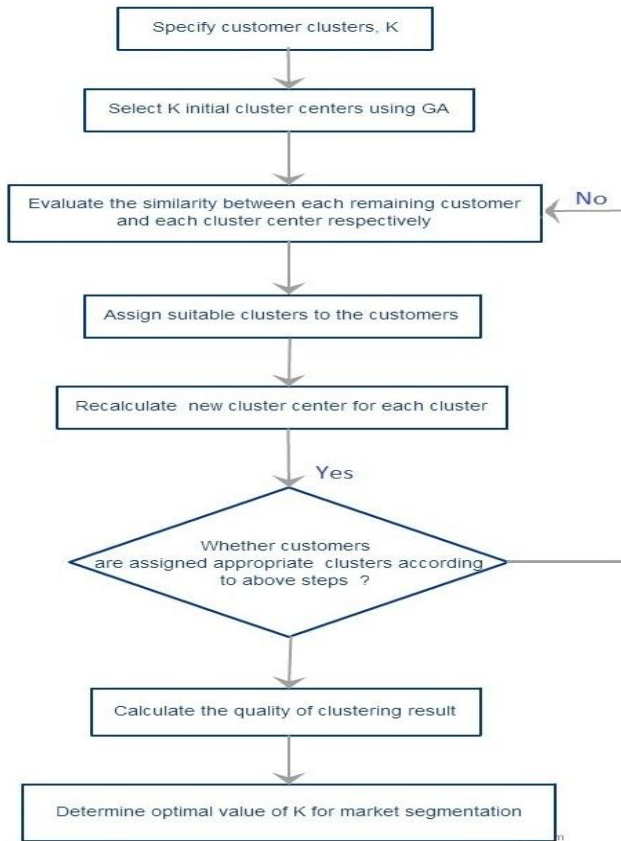 Specify customer clusters, K
Select K initial cluster centers using GA
Evaluate the similarity between each remaining customer
and each cluster center respectively
No
Assign suitable clusters to the customers
Recalculate new cluster center for each cluster
Yes
Whether customers
are assigned appropriate clusters according
to above steps ?
Calculate the quality of clustering result
Determine optimal value of K for market segmentation